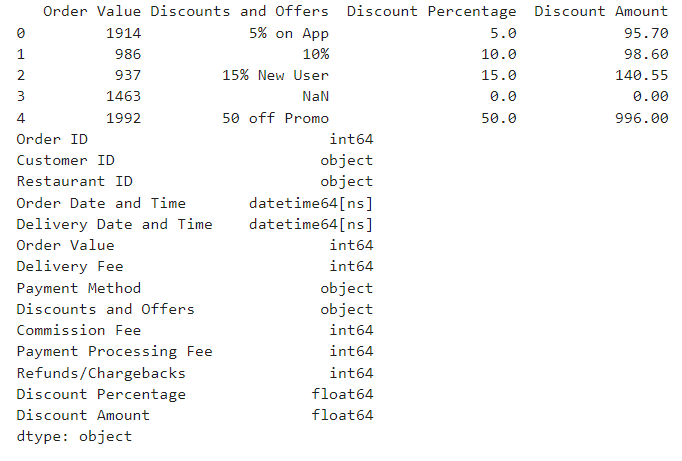 Order Value Discounts and Offers Discount Percentage Discount Amount
0 1914 5% on App 5.0 95.70
1 986 10% 10.0 98.60
2 937 15% New User 15.0 140.55
3 1463 NaN 0.0 0.00
4 1992 50 off Promo 50.0 996.00
Order ID int64
Customer ID object
Restaurant ID object
Order Date and Time datetime64[ns]
Delivery Date and Time datetime64[ns]
Order Value int64
Delivery Fee int64
Payment Method object
Discounts and Offers object
Commission Fee int64
Payment Processing Fee int64
Refunds/Chargebacks int64
Discount Percentage float64
Discount Amount float64
dtype: object